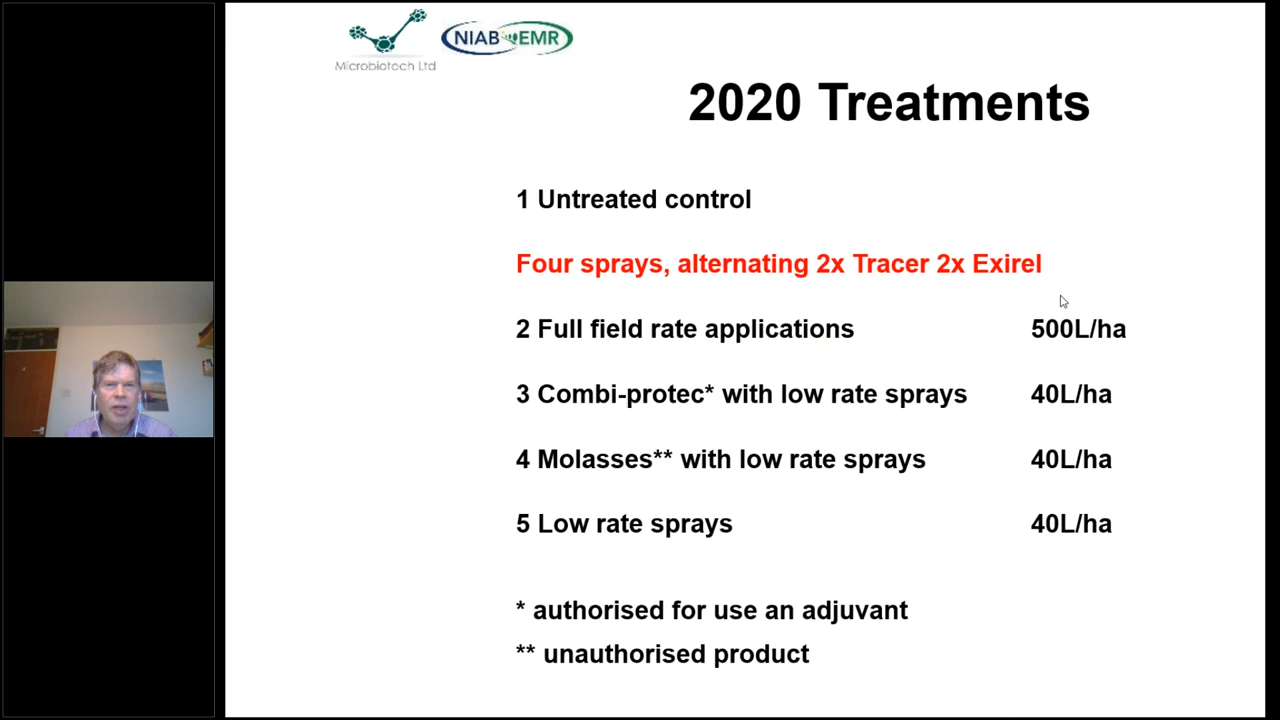 Microbiotech Ltd
NIAB EMR
2020 Treatments
1 Untreated control
Four sprays, alternating 2x Tracer 2x Exirel
2 Full field rate applications 500L/ha
3 Combi-protec* with low rate sprays 40L/ha
4 Molasses** with low rate sprays 40L/ha
5 Low rate sprays 40L/ha
* authorised for use an adjuvant
** unauthorised product